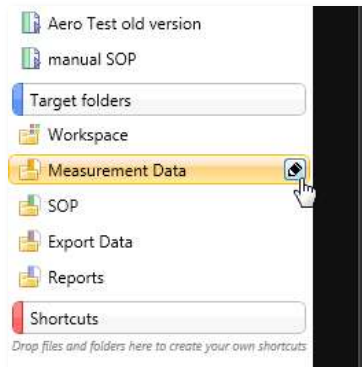 Aero Test old version
manual SOP
Target folders
Workspace
Measurement Data
SOP
Export Data
Reports
Shortcuts
Drop files and folders here to create your own shortcuts